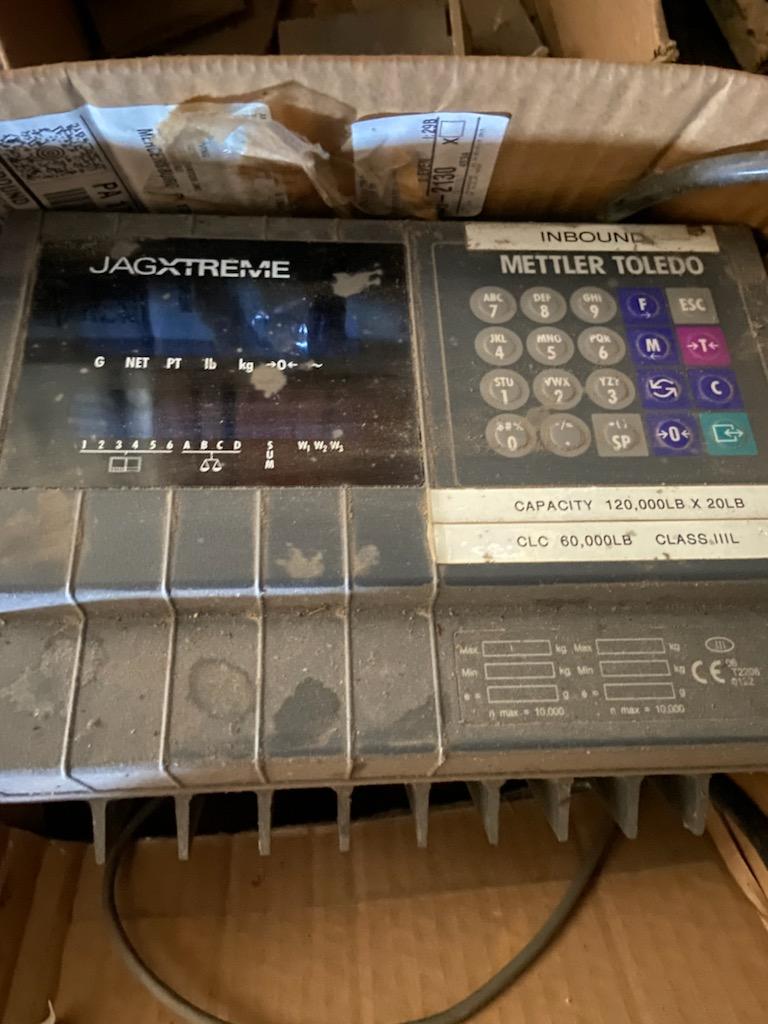 PA
2130
INBOUND
JAGXTREME
METTLER TOLEDO
ABC 7 DEF 8 GHI 9 F ESC
JKL 4 MNO 5 PQR 6 M →T←
STU 1 VWX 2 YZ 3 C
@#% 0 SP →0←
G NET PT lb kg →0← ~
1 2 3 4 5 6 A B C D SUM W1 W2 W3
CAPACITY 120,000LB X 20LB
CLC 60,000LB CLASS IIIL
Max kg Max kg III
Min kg Min kg CE
e = g e = g
n max = 10.000 n max = 10.000